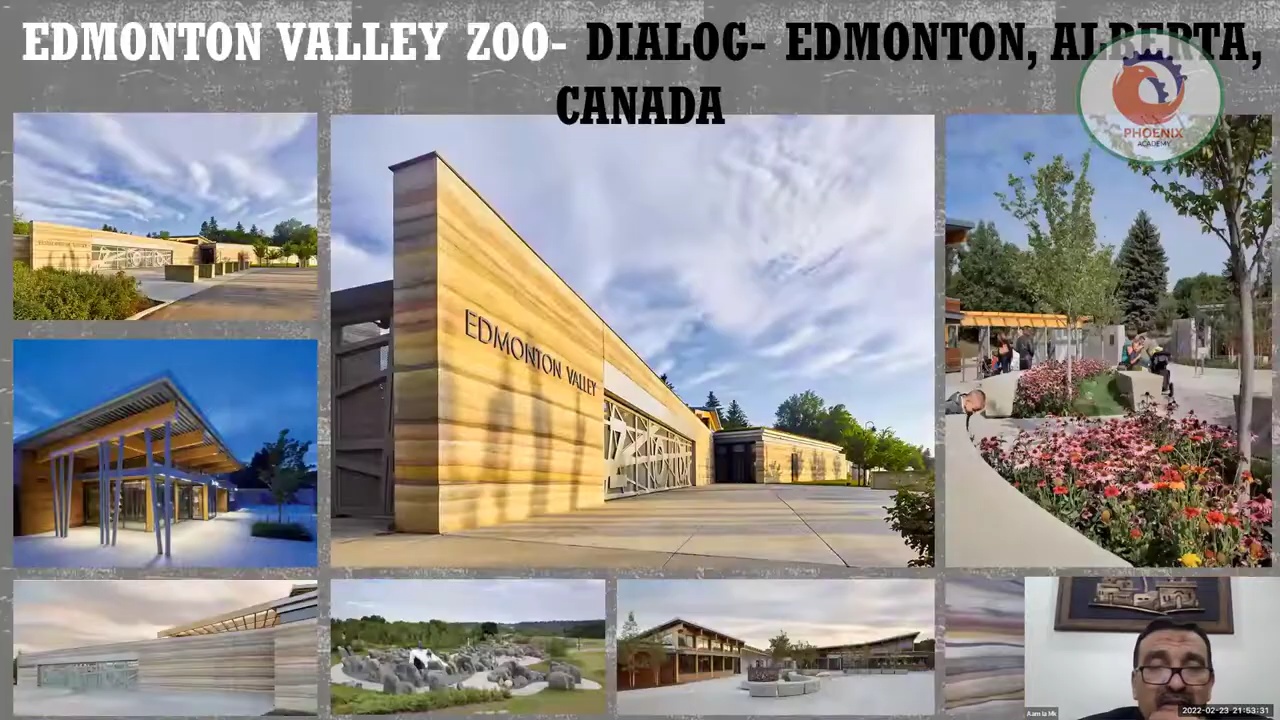 EDMONTON VALLEY ZOO- DIALOG- EDMONTON, ALBERTA,
CANADA
PHOENIX
ACADEMY
EDMONTON VALLEY
2022-02-23 21:53:31